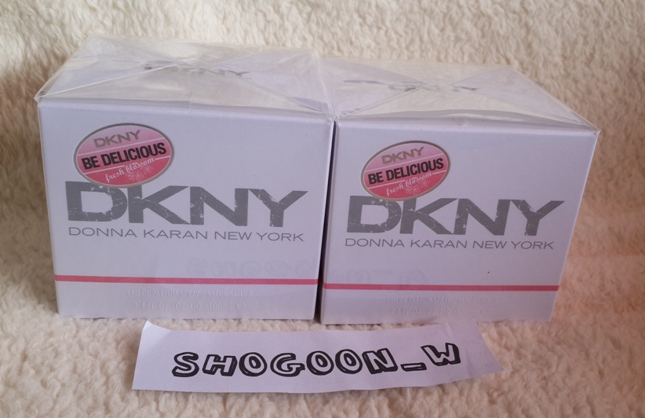 DKNY
BE DELICIOUS
fresh blossom
DKNY
DONNA KARAN NEW YORK
DKNY
BE DELICIOUS
fresh blossom
DKNY
DONNA KARAN NEW YORK
SHOGOON_W